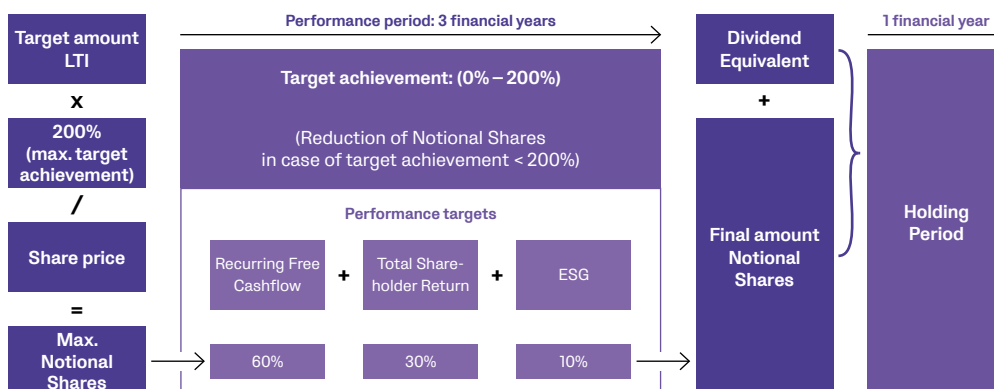 Target amount
LTI
x
200%
(max. target
achievement)
/
Share price
=
Max.
Notional
Shares
Performance period: 3 financial years
Target achievement: (0% – 200%)
(Reduction of Notional Shares
in case of target achievement < 200%)
Performance targets
Recurring Free
Cashflow
+
Total Share-
holder Return
+
ESG
60%
30%
10%
Dividend
Equivalent
+
Final amount
Notional
Shares
1 financial year
Holding
Period